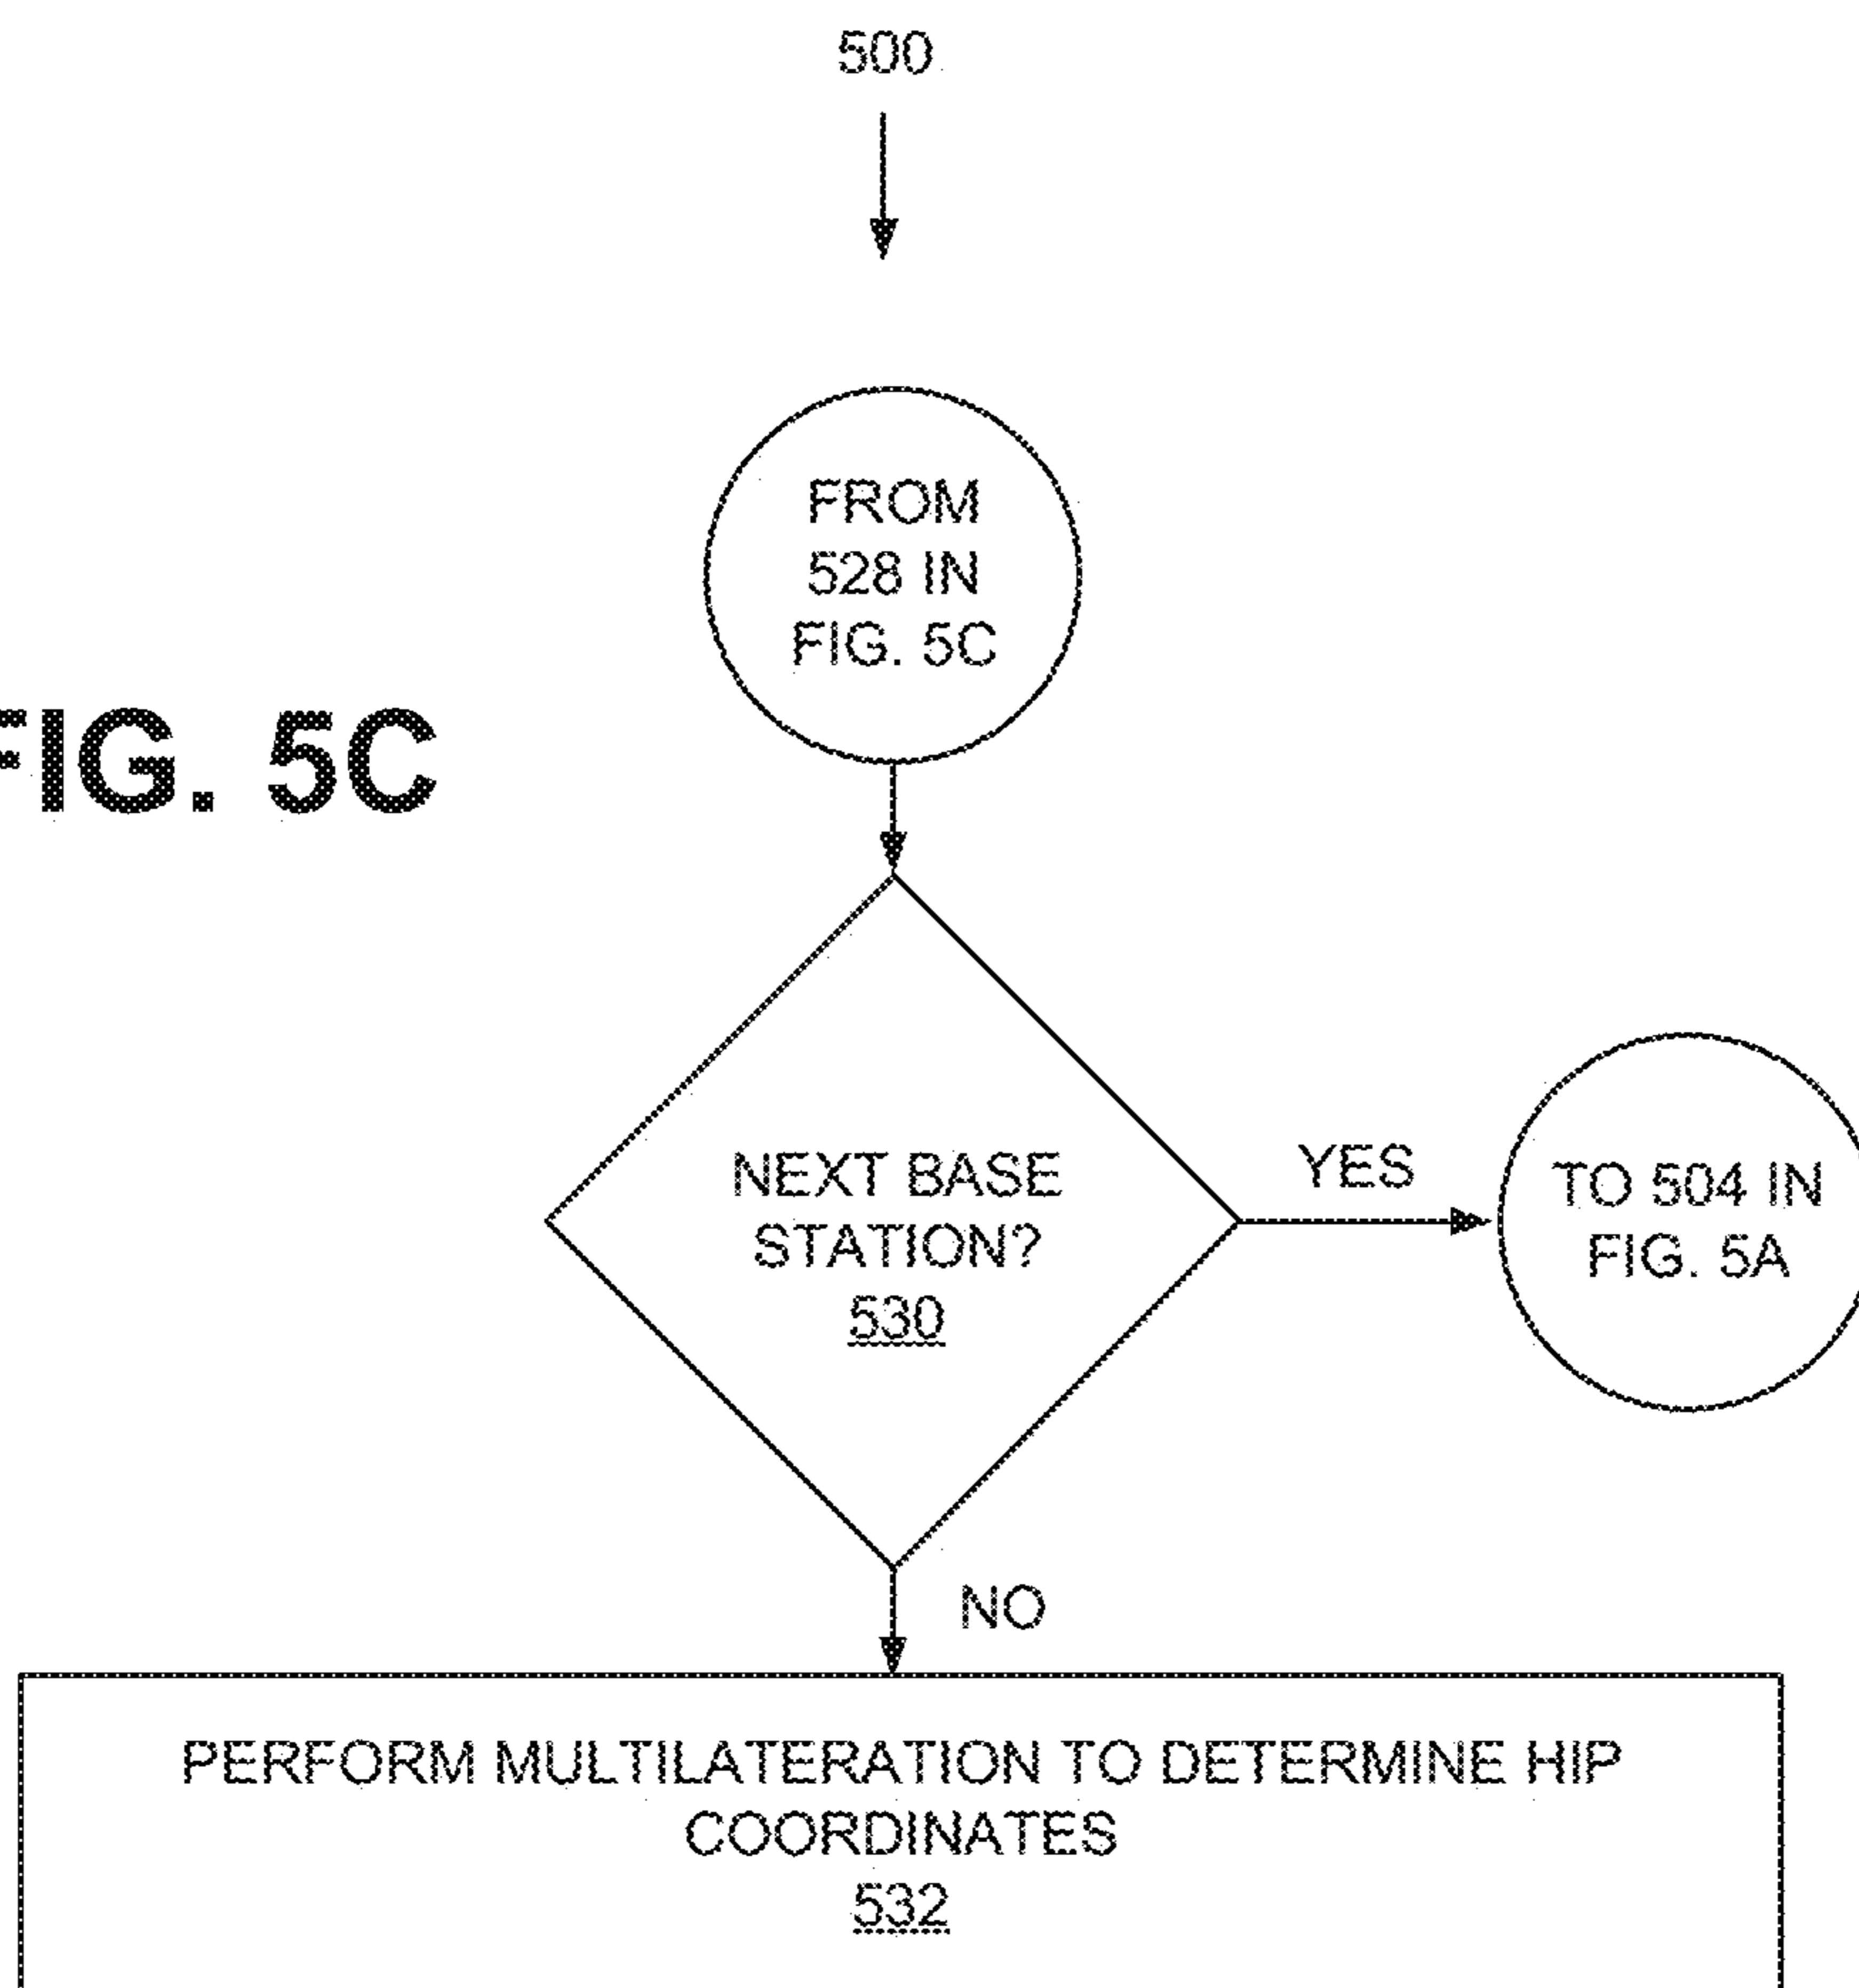 500
FROM
528 IN
FIG. 5C
FIG. 5C
NEXT BASE
STATION?
530
YES
TO 504 IN
FIG. 5A
NO
PERFORM MULTILATERATION TO DETERMINE HIP
COORDINATES
532